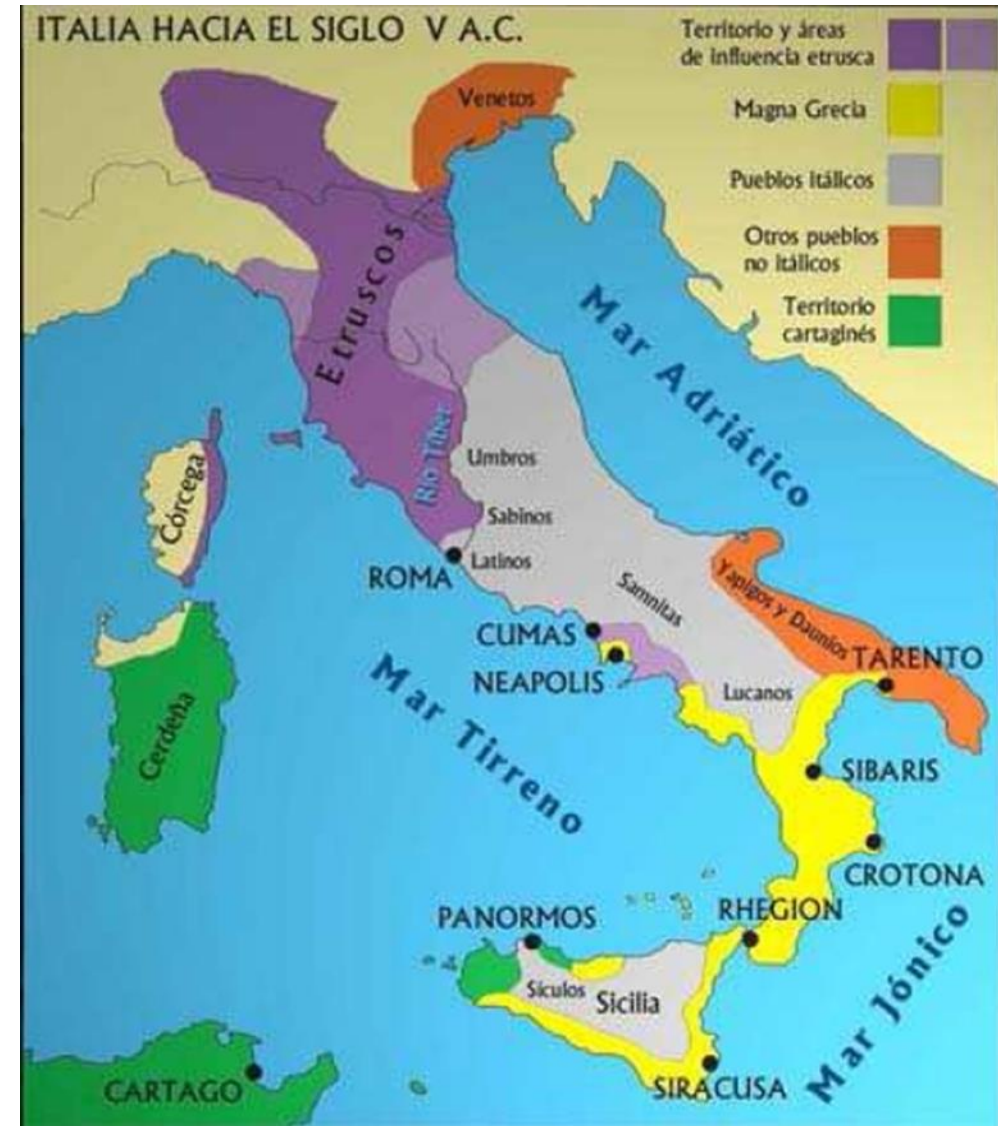 ITALIA HACIA EL SIGLO V A.C.
Territorio y áreas
de influencia etrusca
Magna Grecia
Pueblos itálicos
Otros pueblos
no itálicos
Territorio
cartaginés
Venetos
Etruscos
Mar Adriático
Río Tíber
Umbros
Córcega
Sabinos
Latinos
ROMA
Samnitas
Yapigos y Daunios
CUMAS
TARENTO
NEAPOLIS
Lucanos
Mar Tirreno
Cerdeña
SIBARIS
CROTONA
PANORMOS
RHEGION
Mar Jónico
Sículos
Sicilia
CARTAGO
SIRACUSA